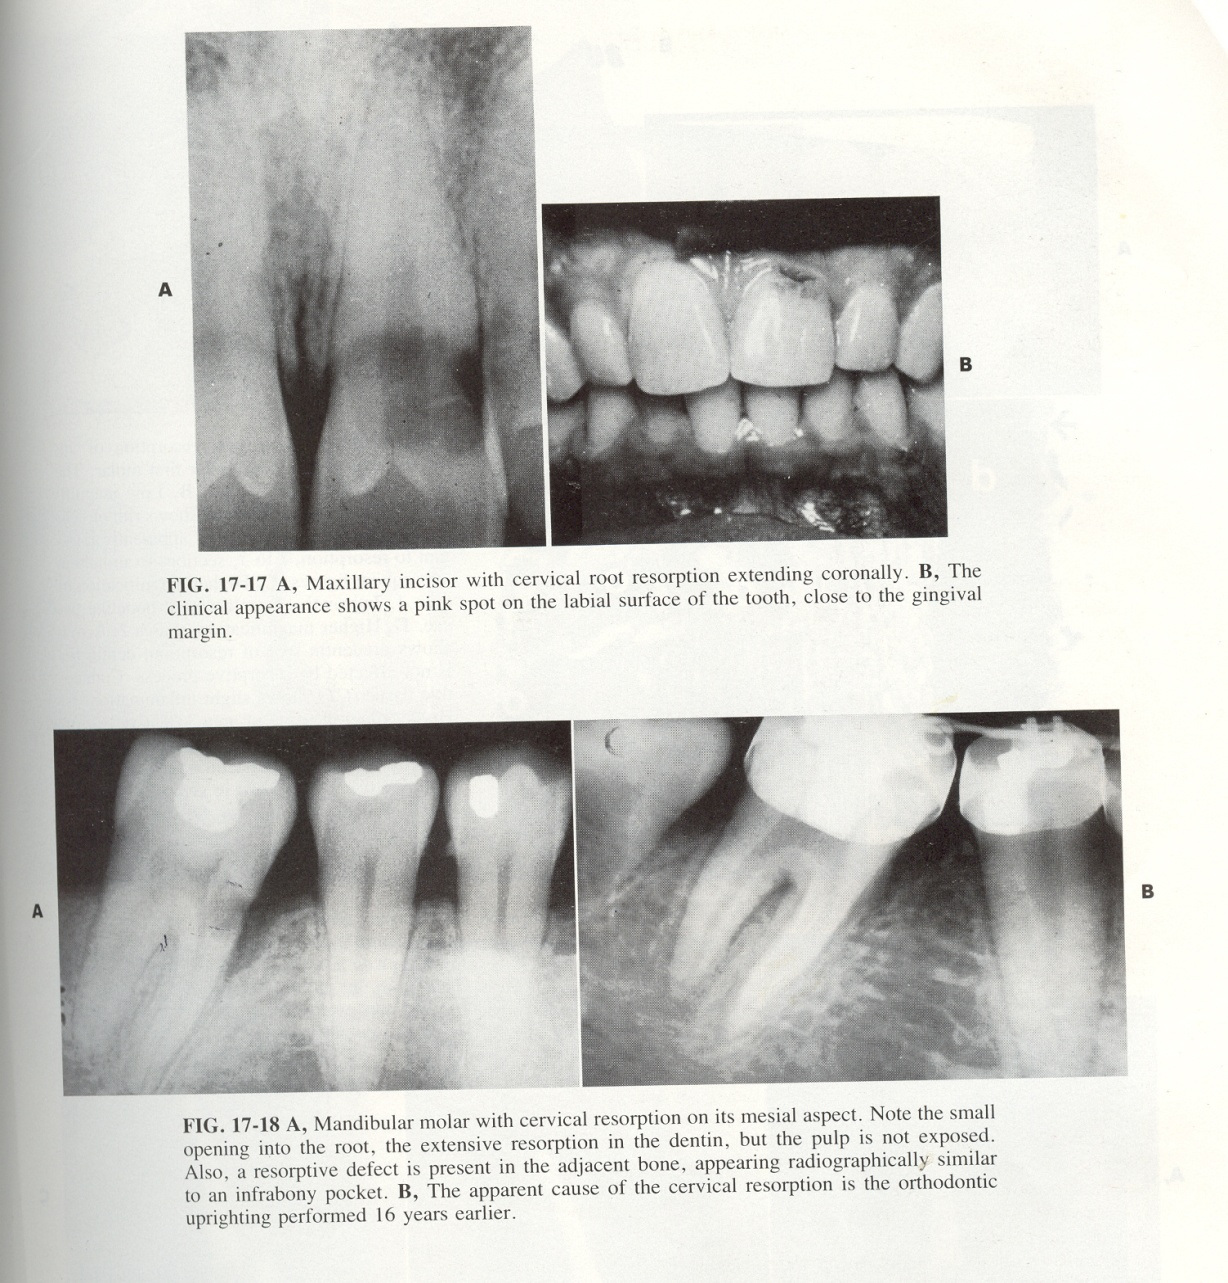 A
B
FIG. 17-17 A, Maxillary incisor with cervical root resorption extending coronally. B, The
clinical appearance shows a pink spot on the labial surface of the tooth, close to the gingival
margin.
A
B
FIG. 17-18 A, Mandibular molar with cervical resorption on its mesial aspect. Note the small
opening into the root, the extensive resorption in the dentin, but the pulp is not exposed.
Also, a resorptive defect is present in the adjacent bone, appearing radiographically similar
to an infrabony pocket. B, The apparent cause of the cervical resorption is the orthodontic
uprighting performed 16 years earlier.